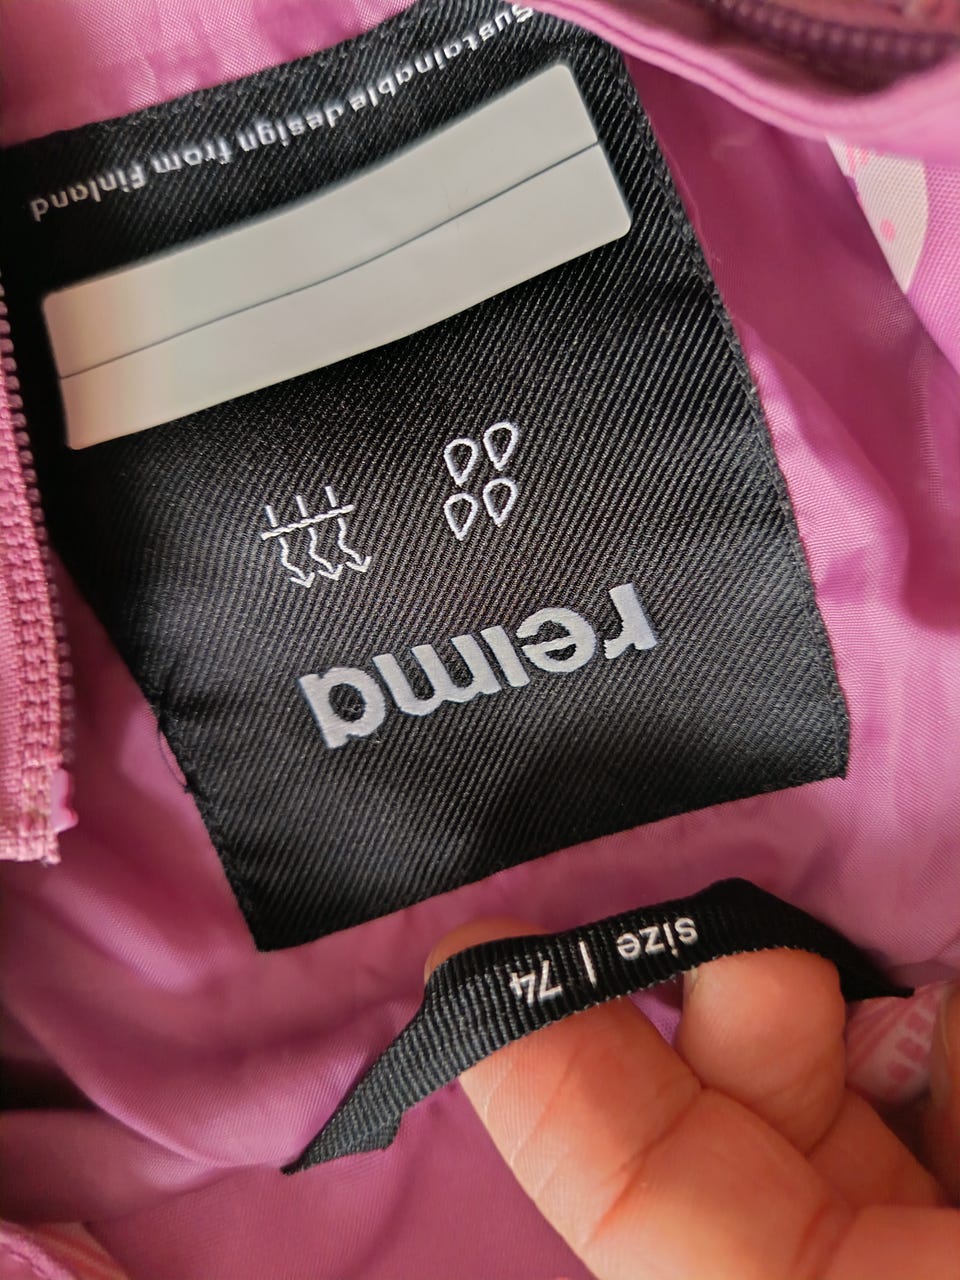 size | 74
reima
Sustainable design from Finland